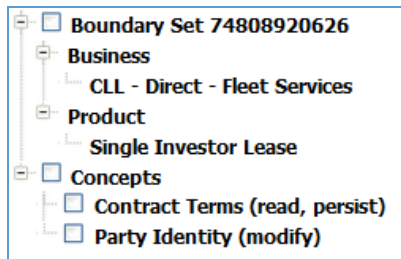 Boundary Set 74808920626
Business
CLL - Direct - Fleet Services
Product
Single Investor Lease
Concepts
Contract Terms (read, persist)
Party Identity (modify)